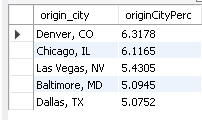 origin_city originCityPerc
Denver, CO 6.3178
Chicago, IL 6.1165
Las Vegas, NV 5.4305
Baltimore, MD 5.0945
Dallas, TX 5.0752